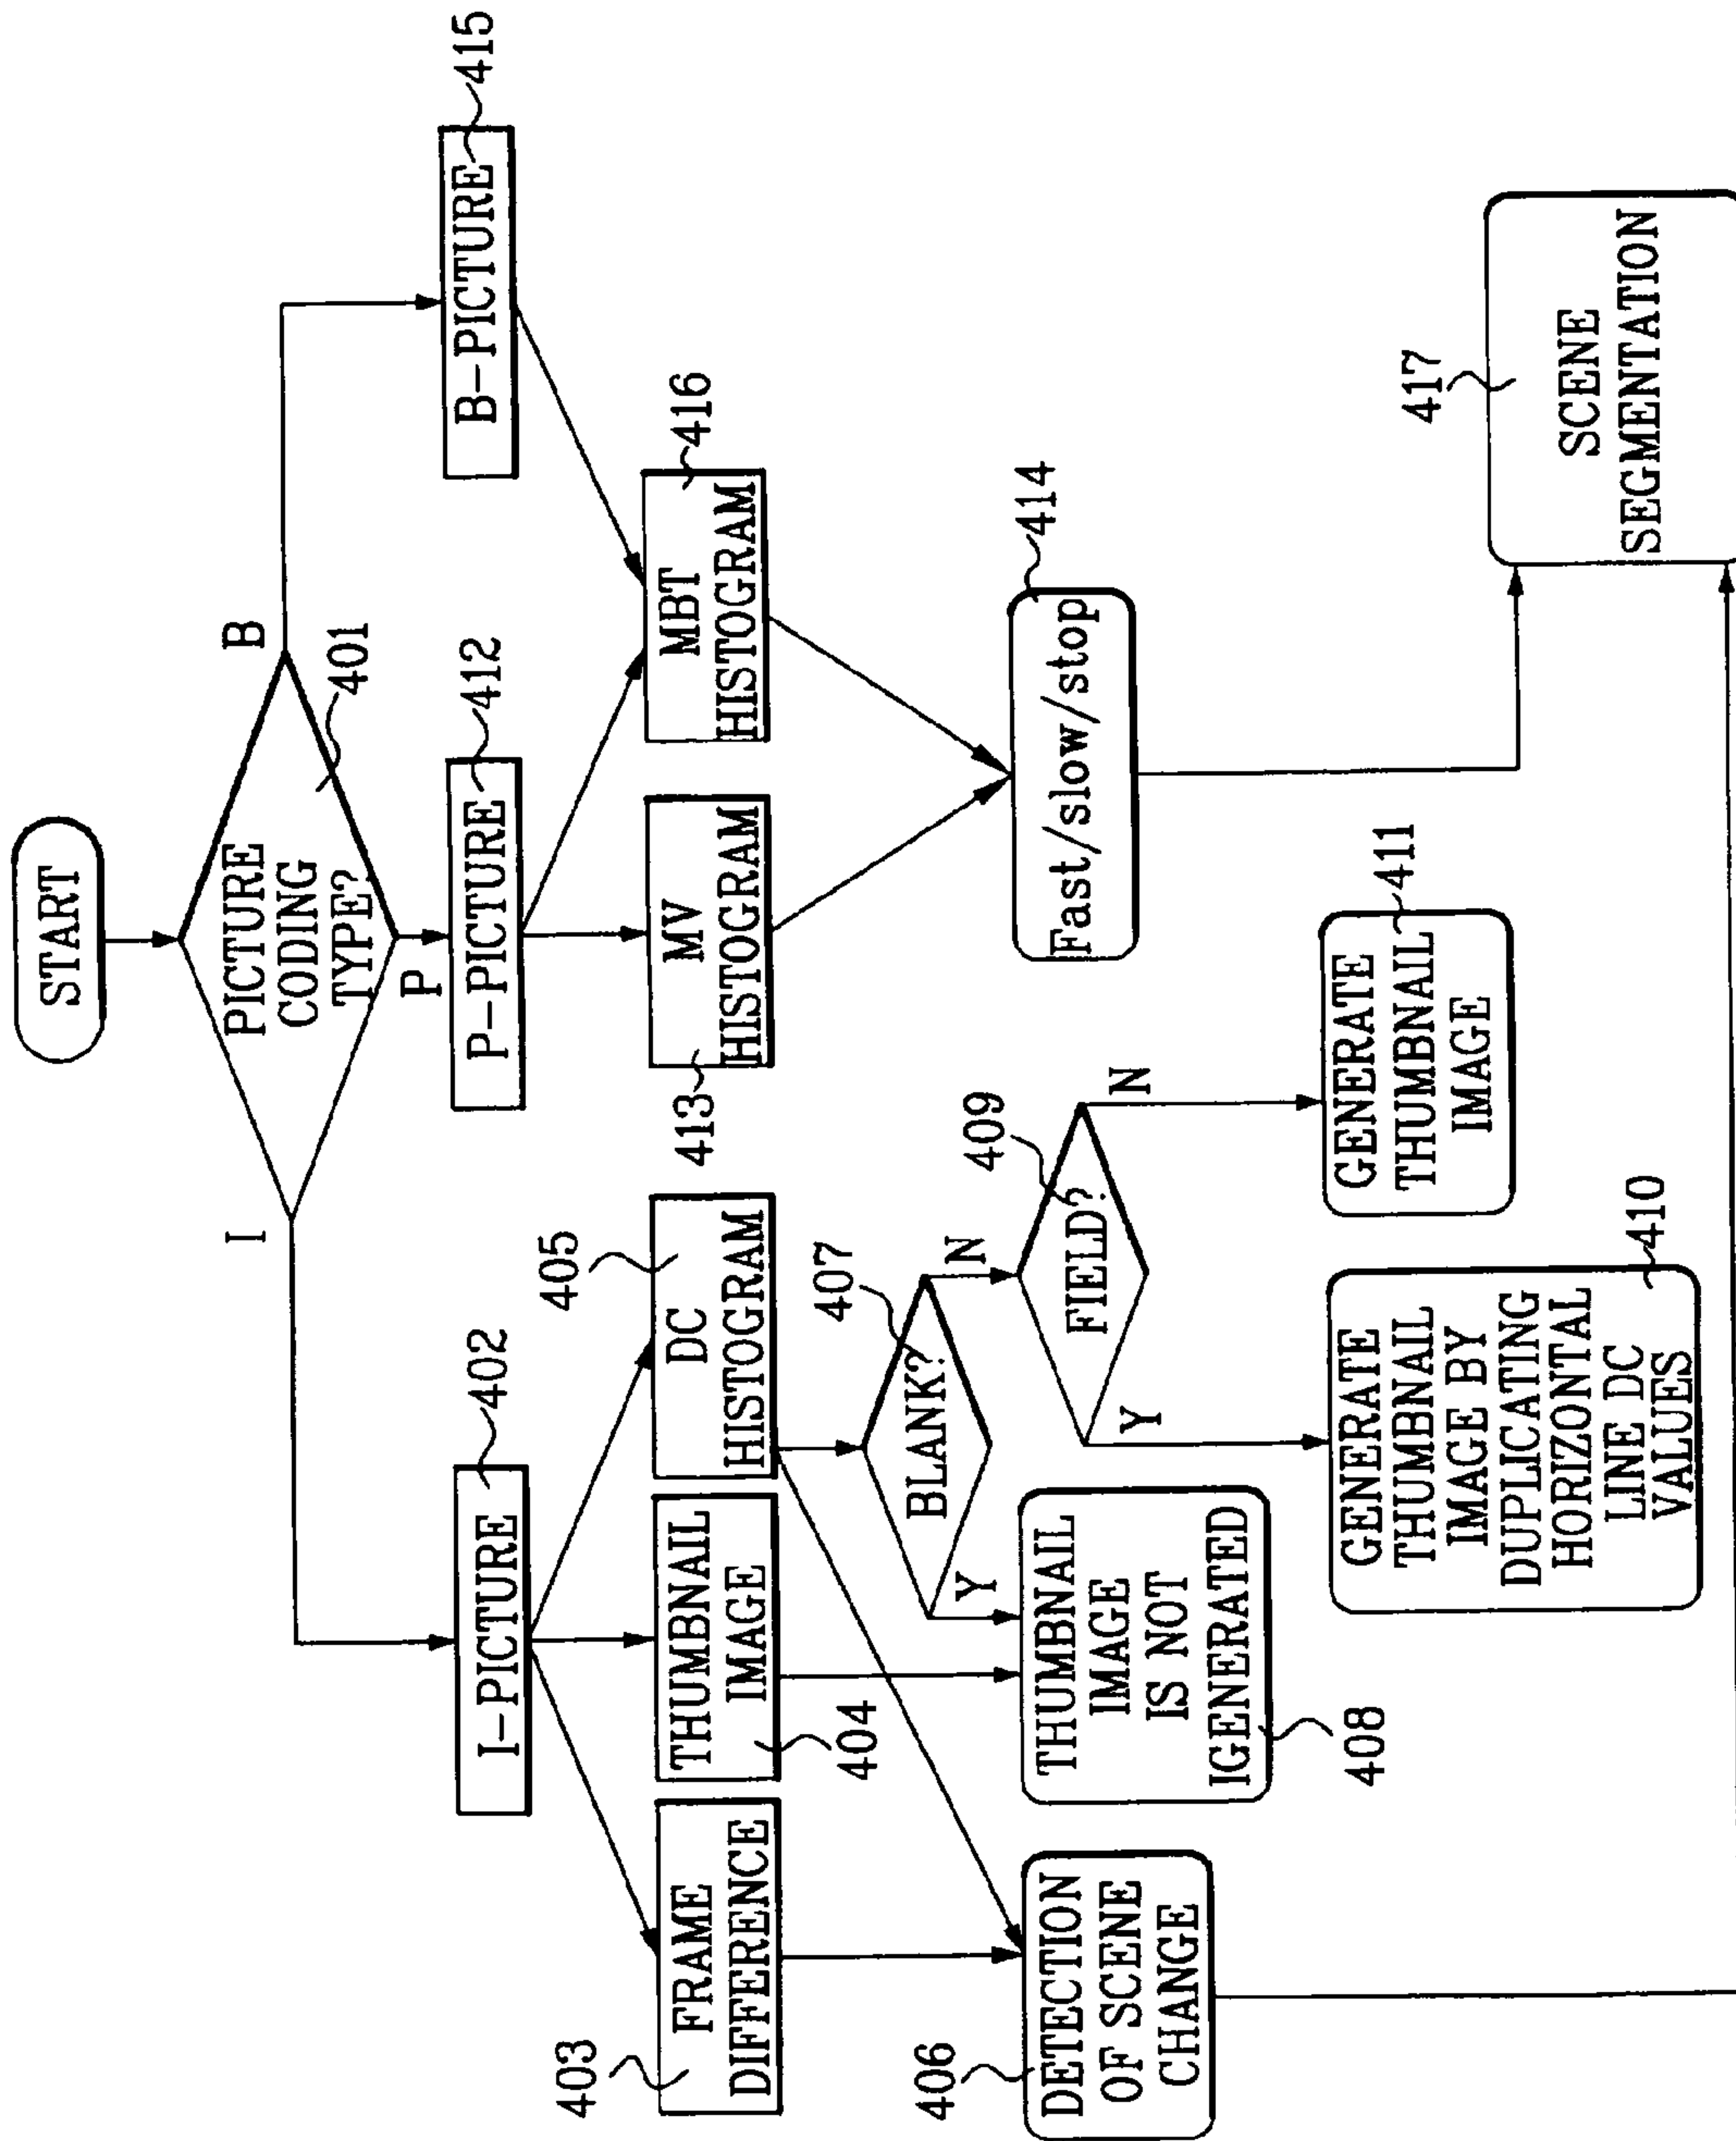 START
PICTURE
CODING
TYPE?
401
I
P
B
I-PICTURE
402
P-PICTURE
412
B-PICTURE
415
403
FRAME
DIFFERENCE
THUMBNAIL
IMAGE
404
DC
HISTOGRAM
405
MV
HISTOGRAM
413
MBT
HISTOGRAM
416
BLANK?
407
Y
N
406
DETECTION
OF SCENE
CHANGE
THUMBNAIL
IMAGE
IS NOT
IGENERATED
408
FIELD?
409
Y
N
Fast/slow/stop
414
GENERATE
THUMBNAIL
IMAGE BY
DUPLICATING
HORIZONTAL
LINE DC
VALUES
410
GENERATE
THUMBNAIL
IMAGE
411
417
SCENE
SEGMENTATION